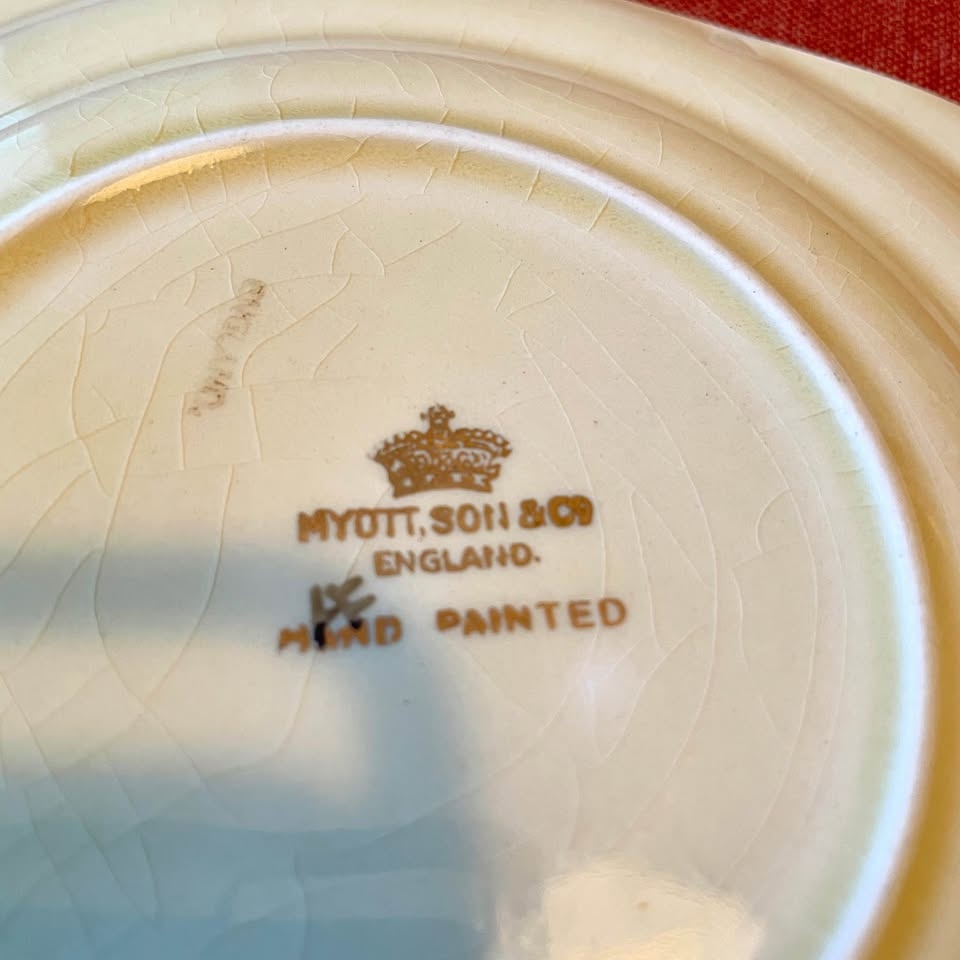 MYOTT, SON & CO
ENGLAND.
HAND PAINTED